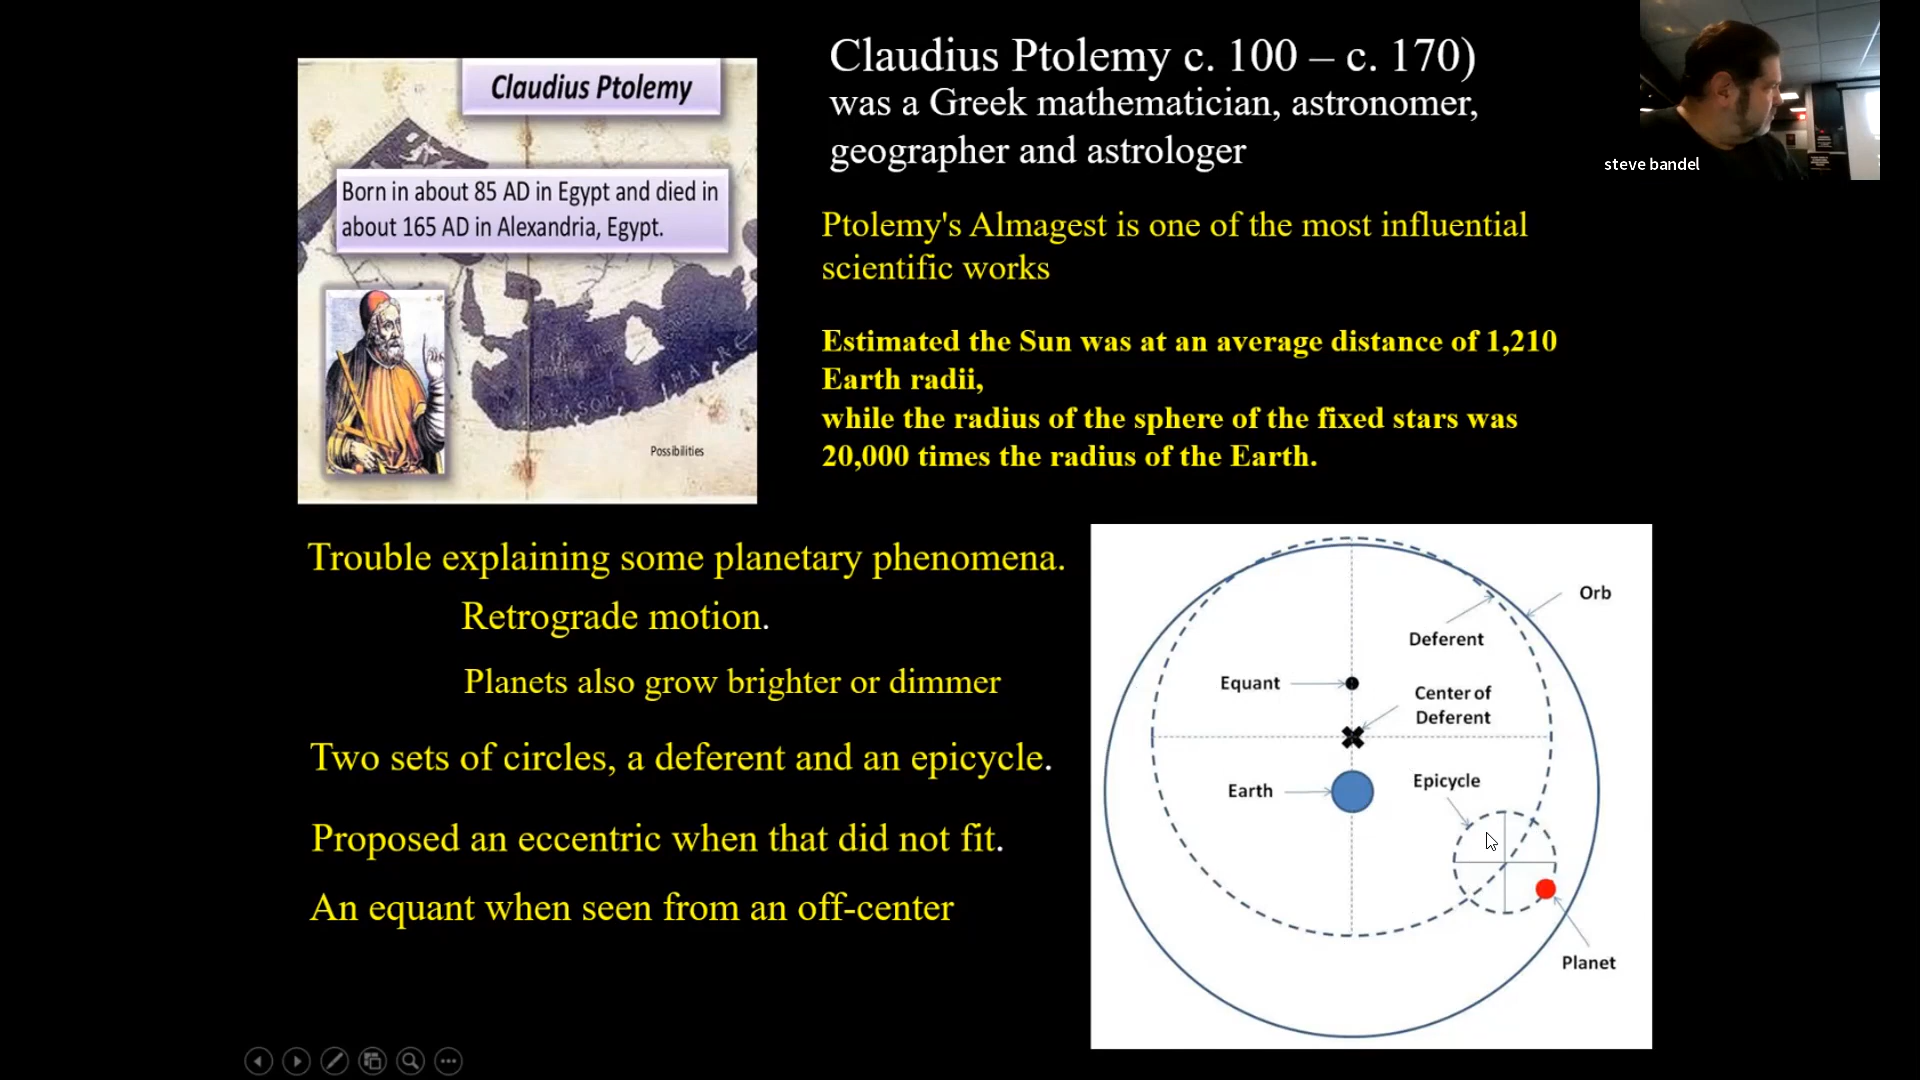 Claudius Ptolemy
Born in about 85 AD in Egypt and died in
about 165 AD in Alexandria, Egypt.
Possibilities
Claudius Ptolemy c. 100 – c. 170)
was a Greek mathematician, astronomer,
geographer and astrologer
steve bandel
Ptolemy's Almagest is one of the most influential
scientific works
Estimated the Sun was at an average distance of 1,210
Earth radii,
while the radius of the sphere of the fixed stars was
20,000 times the radius of the Earth.
Trouble explaining some planetary phenomena.
Retrograde motion.
Planets also grow brighter or dimmer
Two sets of circles, a deferent and an epicycle.
Proposed an eccentric when that did not fit.
An equant when seen from an off-center
Orb
Deferent
Equant
Center of
Deferent
Earth
Epicycle
Planet